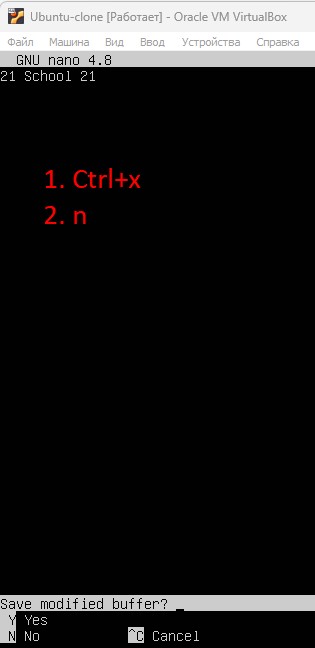 Ubuntu-clone [Работает] - Oracle VM VirtualBox
Файл Машина Вид Ввод Устройства Справка
GNU nano 4.8
21 School 21
1. Ctrl+x
2. n
Save modified buffer?
Y Yes
N No ^C Cancel